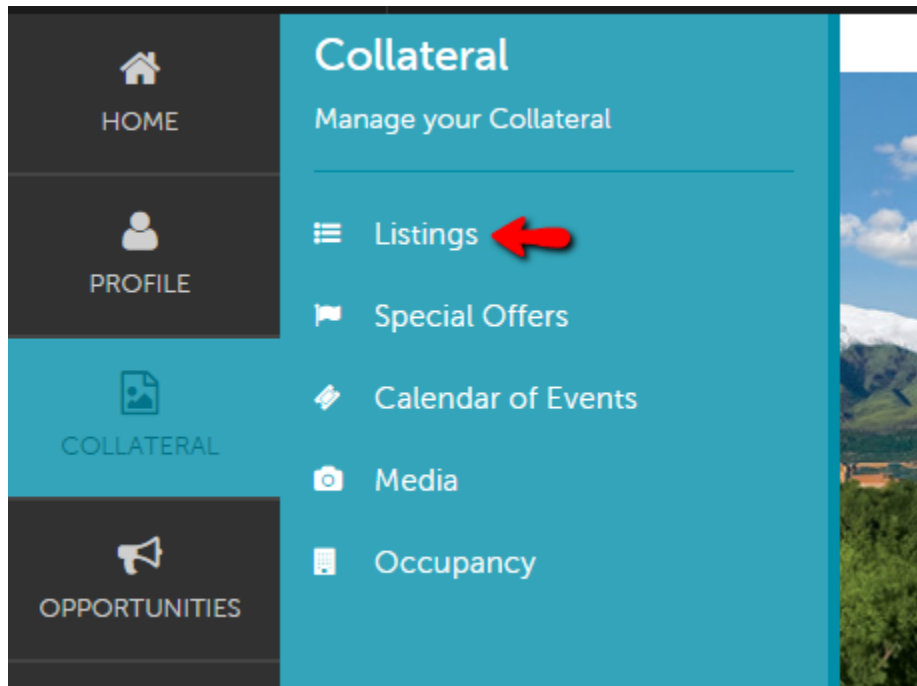 HOME
PROFILE
COLLATERAL
OPPORTUNITIES
Collateral
Manage your Collateral
Listings
Special Offers
Calendar of Events
Media
Occupancy